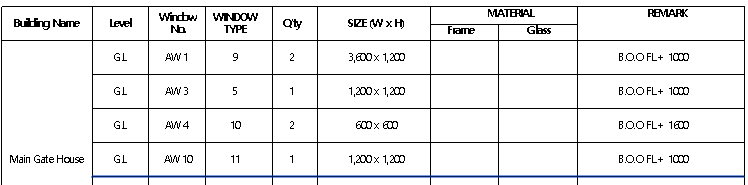 Building Name Level Window No. WINDOW TYPE Q'ty SIZE (W x H) MATERIAL REMARK
Frame Glass
G.L AW 1 9 2 3,600 x 1,200 B.O.O FL + 1000
G.L AW 3 5 1 1,200 x 1,200 B.O.O FL + 1000
G.L AW 4 10 2 600 x 600 B.O.O FL + 1600
Main Gate House G.L AW 10 11 1 1,200 x 1,200 B.O.O FL + 1000